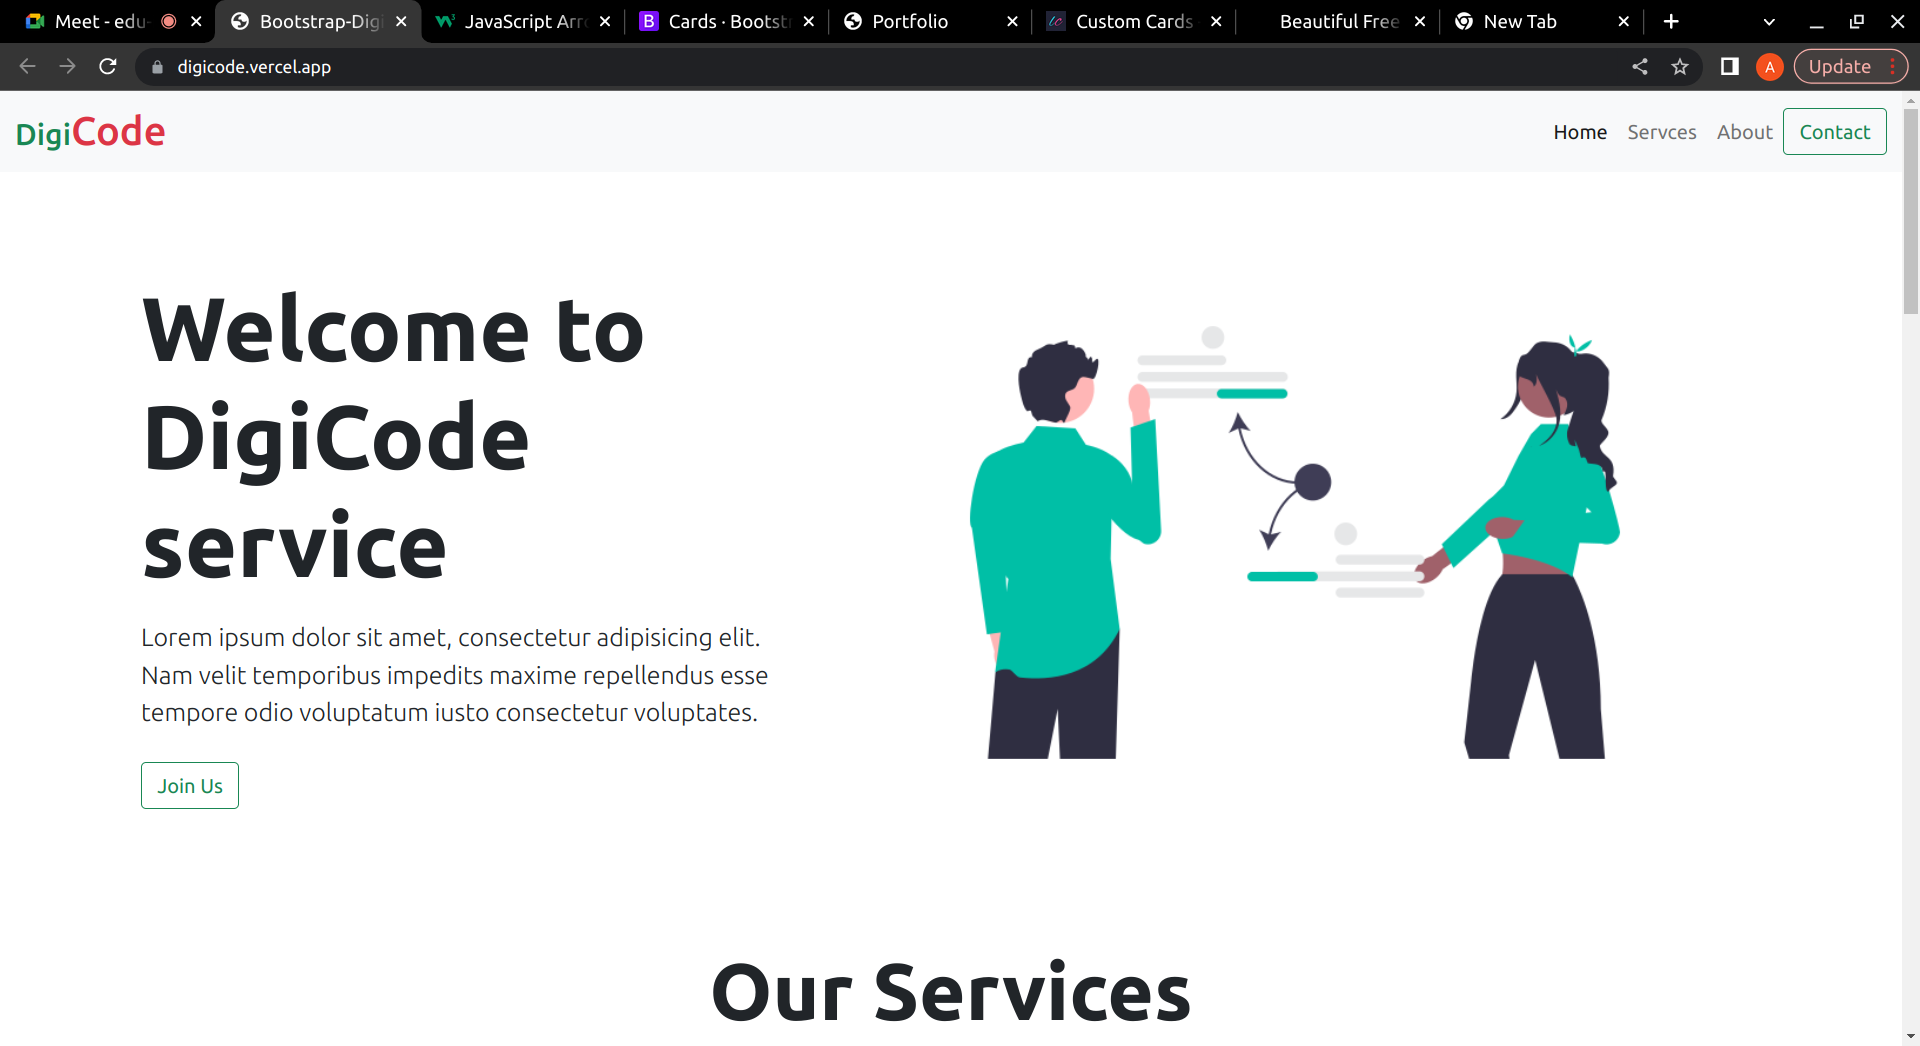 Meet - edu-
Bootstrap-Digi
JavaScript Arro
Cards · Bootstr
Portfolio
Custom Cards
Beautiful Free
New Tab
digicode.vercel.app
A
Update
DigiCode
Home
Servces
About
Contact
Welcome to
DigiCode
service
Lorem ipsum dolor sit amet, consectetur adipisicing elit.
Nam velit temporibus impedits maxime repellendus esse
tempore odio voluptatum iusto consectetur voluptates.
Join Us
Our Services